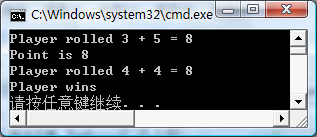 C:\Windows\system32\cmd.exe
Player rolled 3 + 5 = 8
Point is 8
Player rolled 4 + 4 = 8
Player wins
请按任意键继续. . .